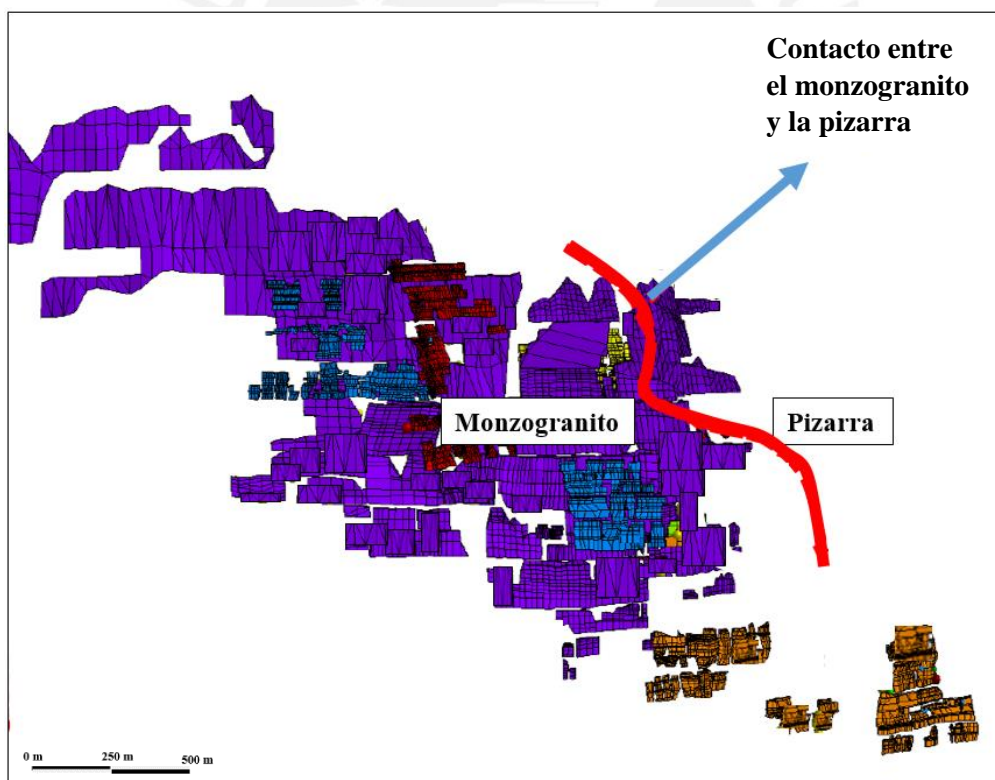 Contacto entre
el monzogranito
y la pizarra
Monzogranito
Pizarra
0 m
250 m
500 m